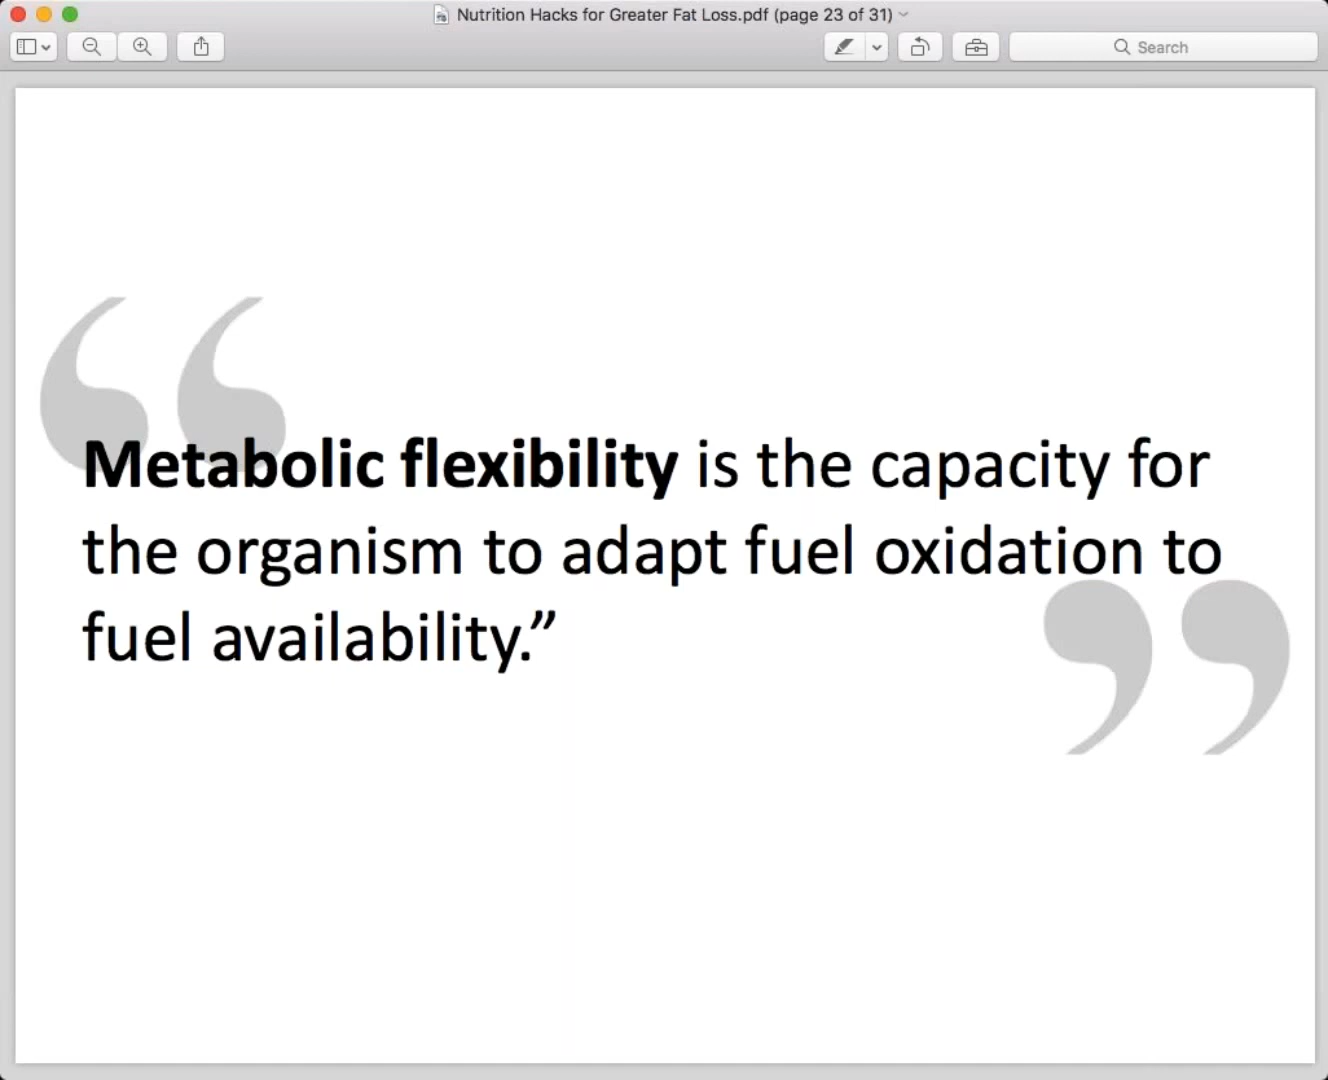 Nutrition Hacks for Greater Fat Loss.pdf (page 23 of 31)
Search
Metabolic flexibility is the capacity for
the organism to adapt fuel oxidation to
fuel availability.”